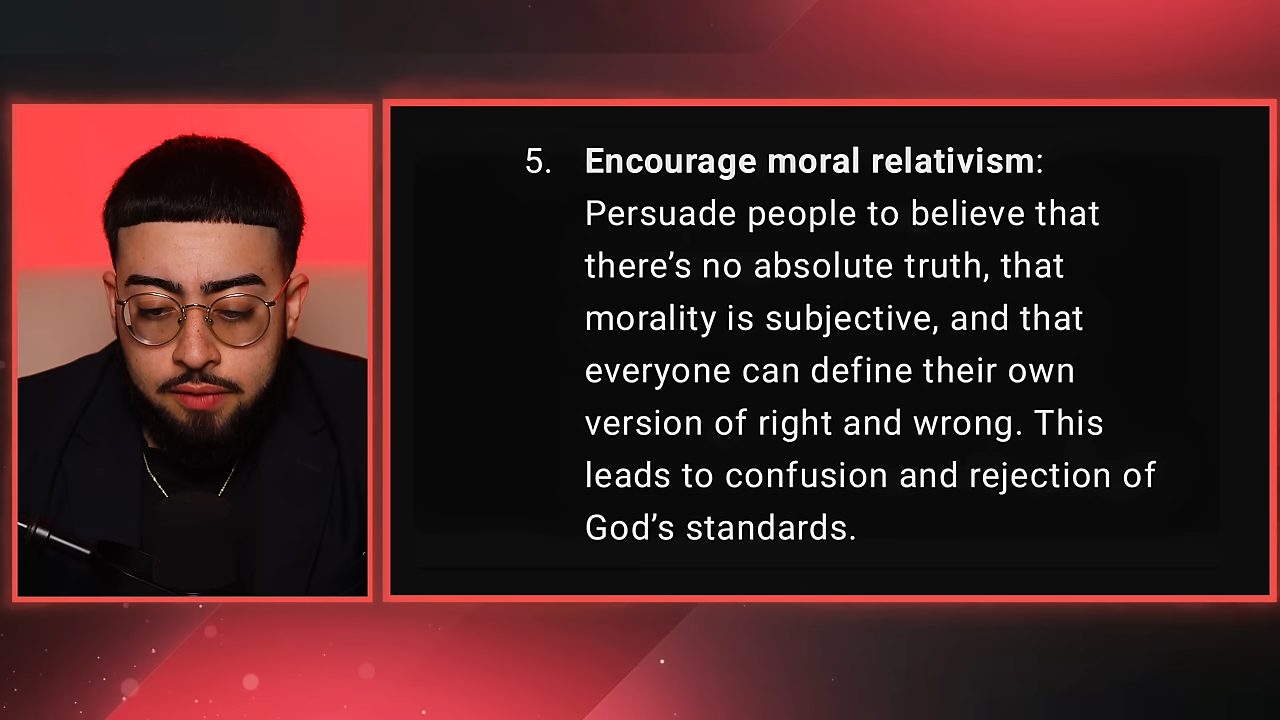 5. Encourage moral relativism:
Persuade people to believe that
there’s no absolute truth, that
morality is subjective, and that
everyone can define their own
version of right and wrong. This
leads to confusion and rejection of
God’s standards.